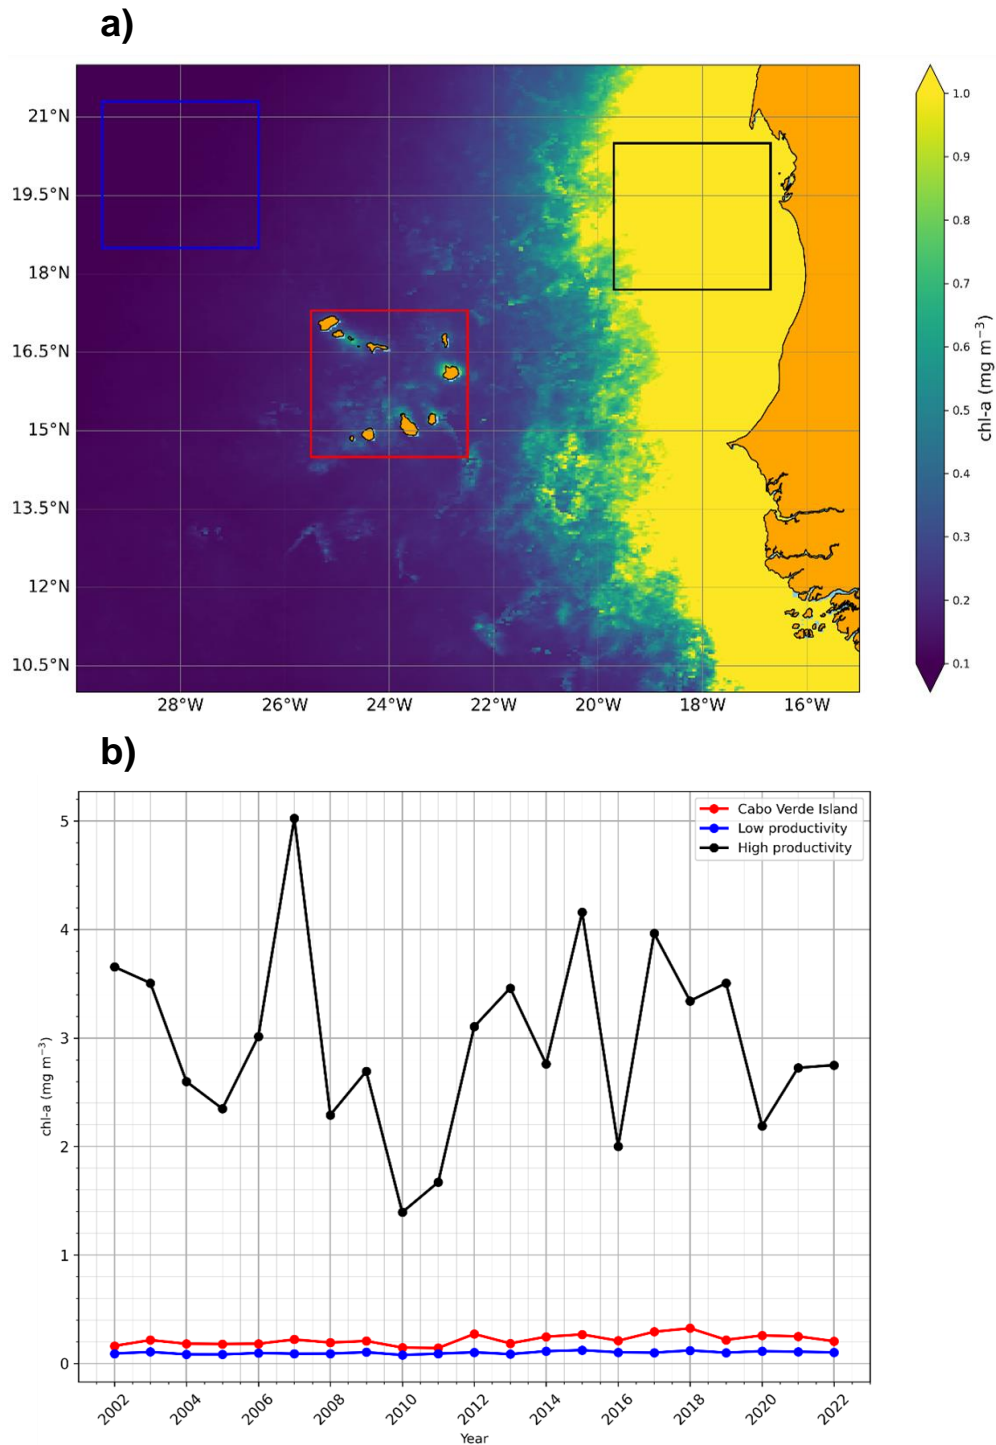 a)
21°N
19.5°N
18°N
16.5°N
15°N
13.5°N
12°N
10.5°N
28°W 26°W 24°W 22°W 20°W 18°W 16°W
1.0
0.9
0.8
0.7
0.6
0.5
0.4
0.3
0.2
0.1
chl-a (mg m⁻³)
b)
Cabo Verde Island
Low productivity
High productivity
5
4
3
2
1
0
chl-a (mg m⁻³)
2002 2004 2006 2008 2010 2012 2014 2016 2018 2020 2022
Year